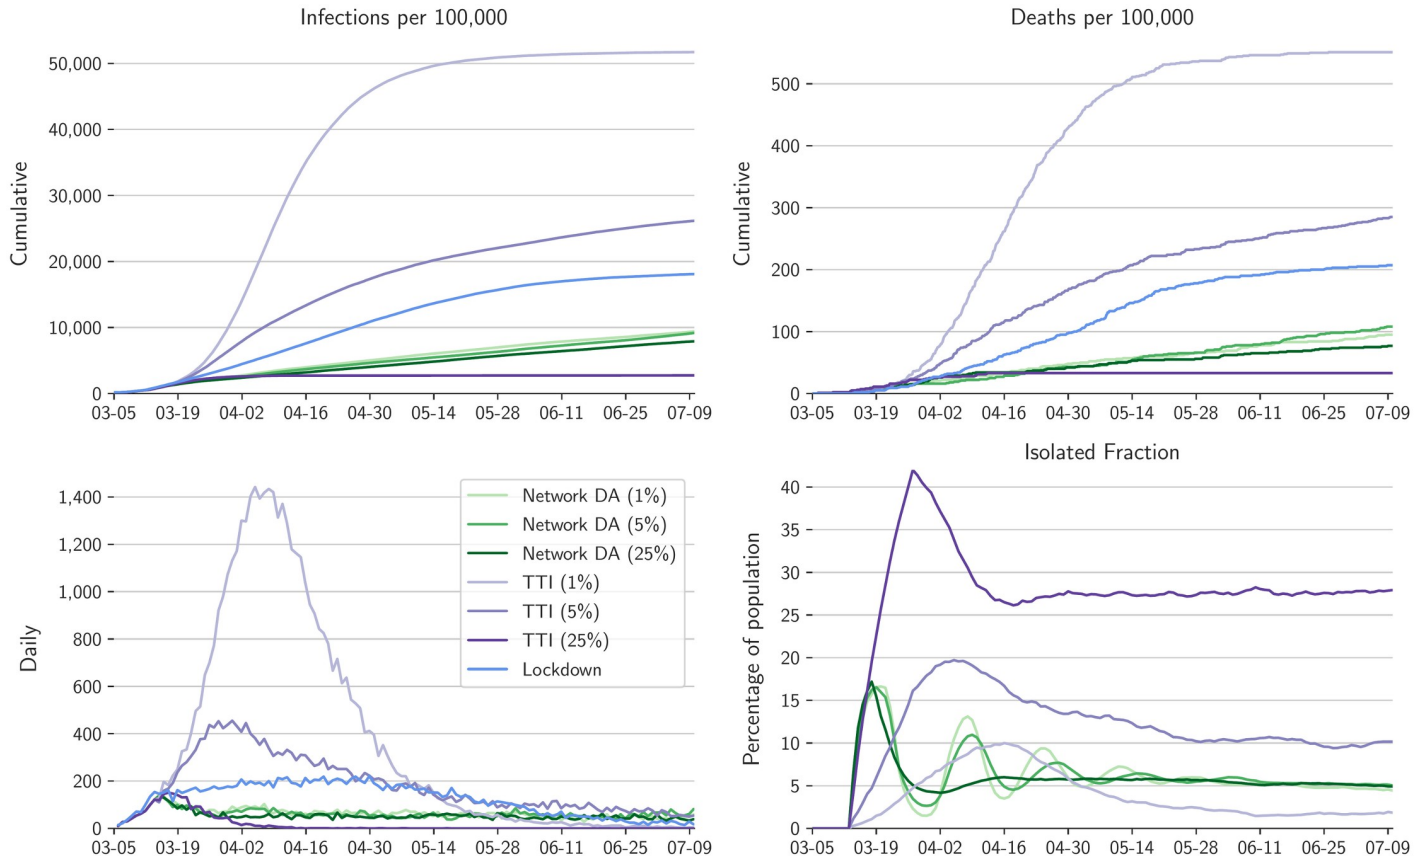 Infections per 100,000
Cumulative
50,000
40,000
30,000
20,000
10,000
0
03-05 03-19 04-02 04-16 04-30 05-14 05-28 06-11 06-25 07-09
Deaths per 100,000
Cumulative
500
400
300
200
100
0
03-05 03-19 04-02 04-16 04-30 05-14 05-28 06-11 06-25 07-09
Daily
1,400
1,200
1,000
800
600
400
200
0
03-05 03-19 04-02 04-16 04-30 05-14 05-28 06-11 06-25 07-09
Network DA (1%)
Network DA (5%)
Network DA (25%)
TTI (1%)
TTI (5%)
TTI (25%)
Lockdown
Isolated Fraction
Percentage of population
40
35
30
25
20
15
10
5
0
03-05 03-19 04-02 04-16 04-30 05-14 05-28 06-11 06-25 07-09